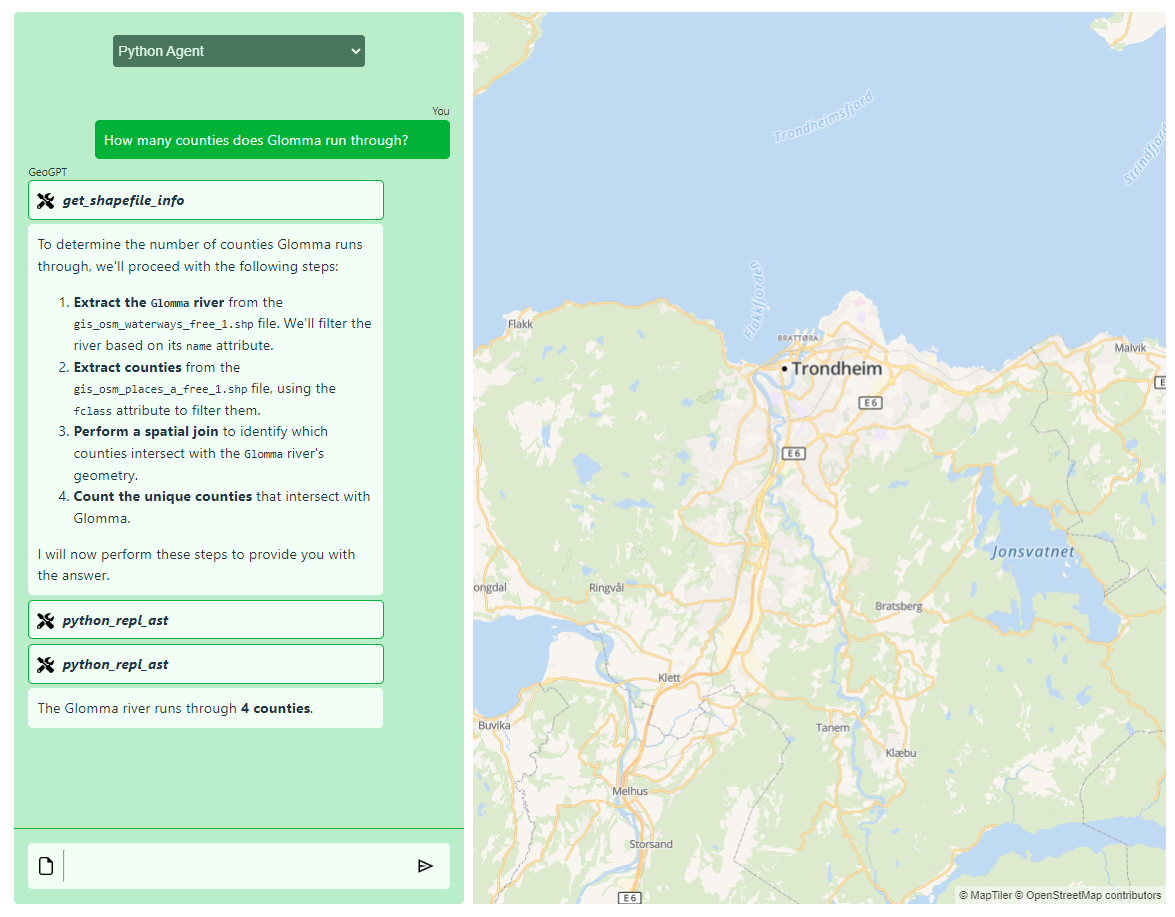 Python Agent
You
How many counties does Glomma run through?
GeoGPT
get_shapefile_info
To determine the number of counties Glomma runs
through, we'll proceed with the following steps:
1. Extract the Glomma river from the
gis_osm_waterways_free_1.shp file. We'll filter the
river based on its name attribute.
2. Extract counties from the
gis_osm_places_a_free_1.shp file, using the
fclass attribute to filter them.
3. Perform a spatial join to identify which
counties intersect with the Glomma river's
geometry.
4. Count the unique counties that intersect with
Glomma.
I will now perform these steps to provide you with
the answer.
python_repl_ast
python_repl_ast
The Glomma river runs through 4 counties.
Trondheimsfjord
Strindfjord
Flakkfjorden
Flakk
BRATTØRA
Malvik
Trondheim
E
E6
E6
Jonsvatnet
ongdal
Ringvål
Bratsberg
Klett
Buvika
Tanem
Klæbu
Melhus
Storsand
E6
© MapTiler © OpenStreetMap contributors